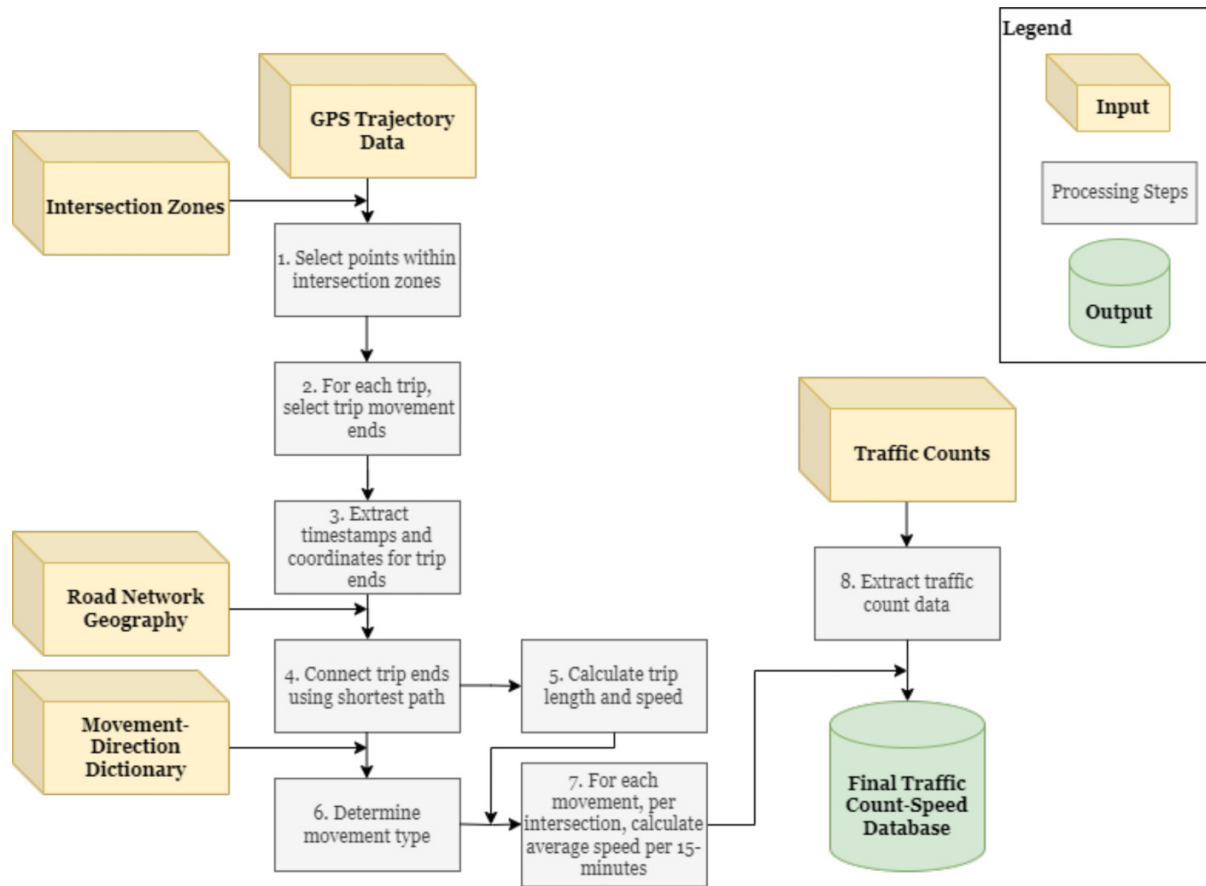 Legend
Input
Processing Steps
Output
GPS Trajectory
Data
Intersection Zones
1. Select points within
intersection zones
2. For each trip,
select trip movement
ends
3. Extract
timestamps and
coordinates for trip
ends
Road Network
Geography
4. Connect trip ends
using shortest path
5. Calculate trip
length and speed
Movement-
Direction
Dictionary
6. Determine
movement type
7. For each
movement, per
intersection, calculate
average speed per 15-
minutes
Traffic Counts
8. Extract traffic
count data
Final Traffic
Count-Speed
Database